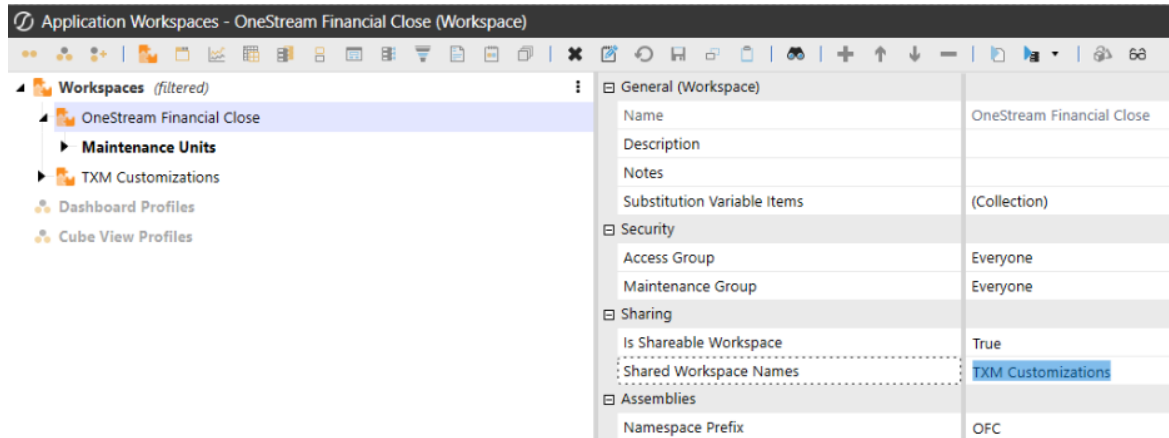 Application Workspaces - OneStream Financial Close (Workspace)
Workspaces (filtered)
OneStream Financial Close
Maintenance Units
TXM Customizations
Dashboard Profiles
Cube View Profiles
General (Workspace)
Name OneStream Financial Close
Description
Notes
Substitution Variable Items (Collection)
Security
Access Group Everyone
Maintenance Group Everyone
Sharing
Is Shareable Workspace True
Shared Workspace Names TXM Customizations
Assemblies
Namespace Prefix OFC